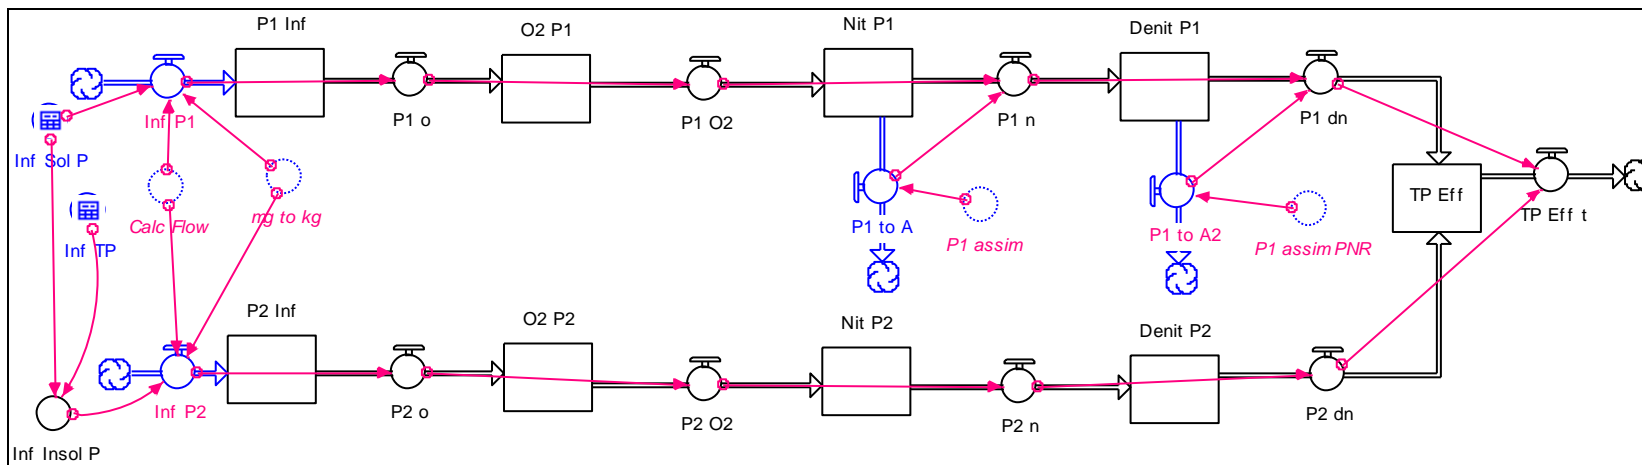 P1 Inf
O2 P1
Nit P1
Denit P1
Inf P1
P1 o
P1 O2
P1 n
P1 dn
Inf Sol P
Calc Flow
mg to kg
Inf TP
P1 to A
P1 assim
P1 to A2
P1 assim PNR
TP Eff
TP Eff t
P2 Inf
O2 P2
Nit P2
Denit P2
Inf P2
P2 o
P2 O2
P2 n
P2 dn
Inf Insol P